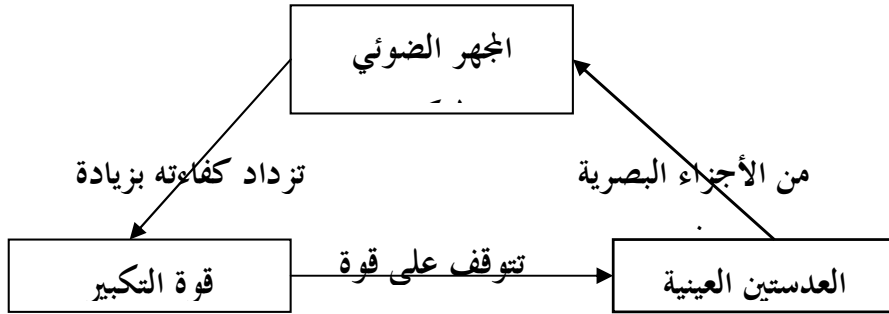 المجهر الضوئي
تزداد كفاءته بزيادة
من الأجزاء البصرية
قوة التكبير
تتوقف على قوة
العدستين العينية